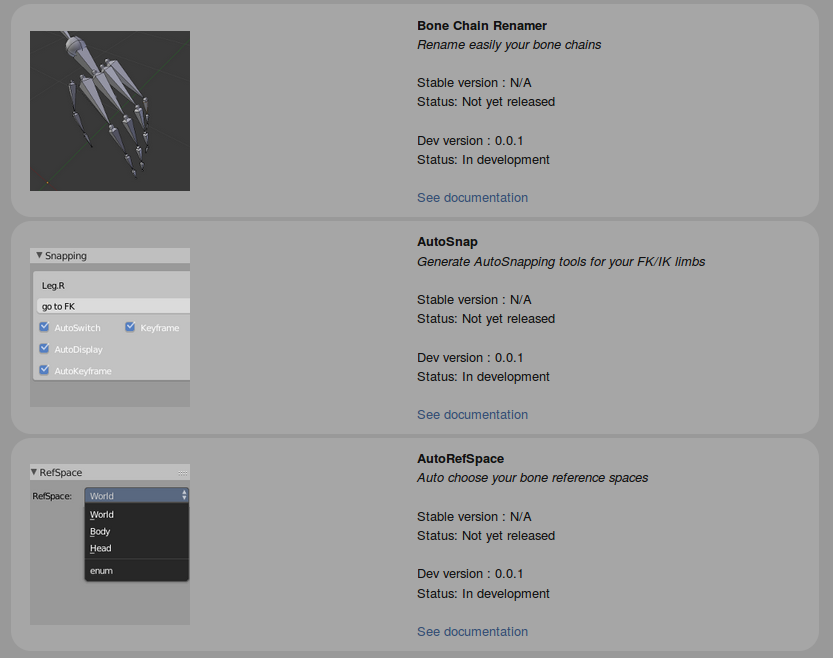 Bone Chain Renamer
Rename easily your bone chains
Stable version : N/A
Status: Not yet released
Dev version : 0.0.1
Status: In development
See documentation
Snapping
Leg.R
go to FK
AutoSwitch Keyframe
AutoDisplay
AutoKeyframe
AutoSnap
Generate AutoSnapping tools for your FK/IK limbs
Stable version : N/A
Status: Not yet released
Dev version : 0.0.1
Status: In development
See documentation
RefSpace
RefSpace: World
World
Body
Head
enum
AutoRefSpace
Auto choose your bone reference spaces
Stable version : N/A
Status: Not yet released
Dev version : 0.0.1
Status: In development
See documentation